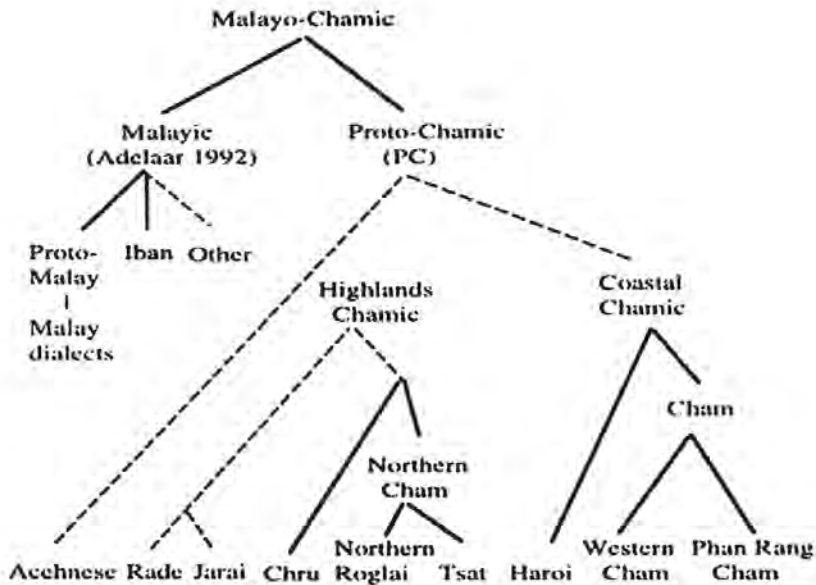 Malayo-Chamic
Malayic
(Adelaar 1992)
Proto-Chamic
(PC)
Proto-
Malay
Malay
dialects
Iban
Other
Highlands
Chamic
Coastal
Chamic
Cham
Northern
Cham
Acehnese
Rade
Jarai
Chru
Northern
Roglai
Tsat
Haroi
Western
Cham
Phan Rang
Cham